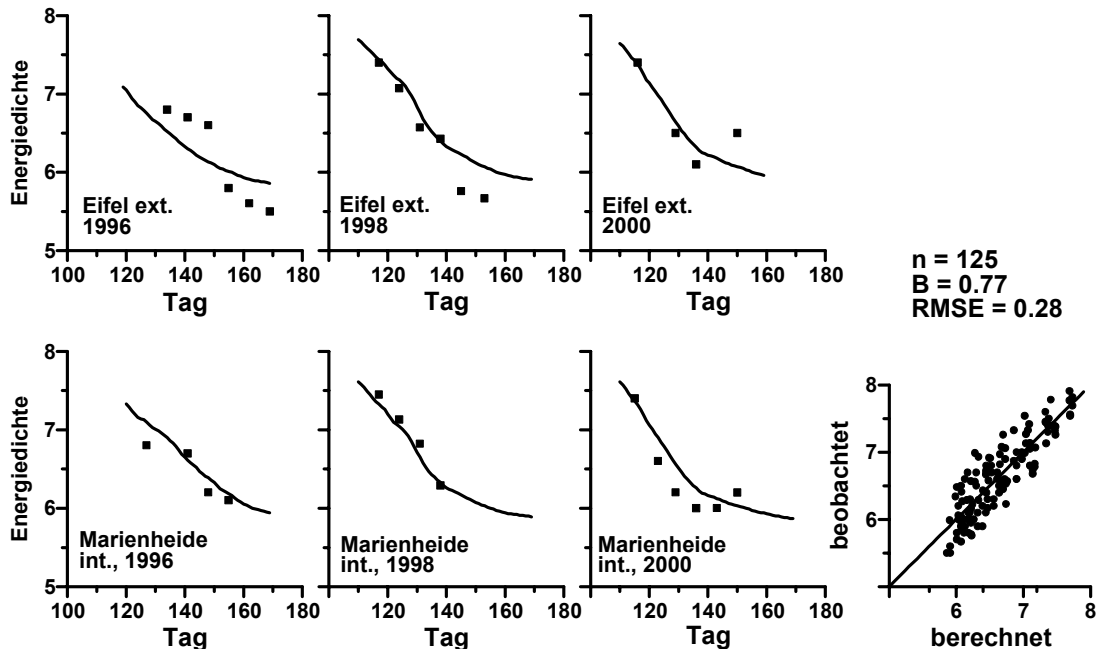 8
7
6
5
Energiedichte
Eifel ext.
1996
100 120 140 160 180
Tag
Eifel ext.
1998
120 140 160 180
Tag
Eifel ext.
2000
120 140 160 180
Tag
n = 125
B = 0.77
RMSE = 0.28
8
7
6
5
Energiedichte
Marienheide
int., 1996
100 120 140 160 180
Tag
Marienheide
int., 1998
100 120 140 160 180
Tag
Marienheide
int., 2000
100 120 140 160 180
Tag
8
7
6
beobachtet
6 7 8
berechnet